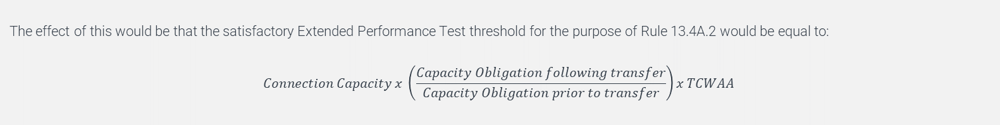 The effect of this would be that the satisfactory Extended Performance Test threshold for the purpose of Rule 13.4A.2 would be equal to:
Connection Capacity x (Capacity Obligation following transfer / Capacity Obligation prior to transfer) x TCWAA